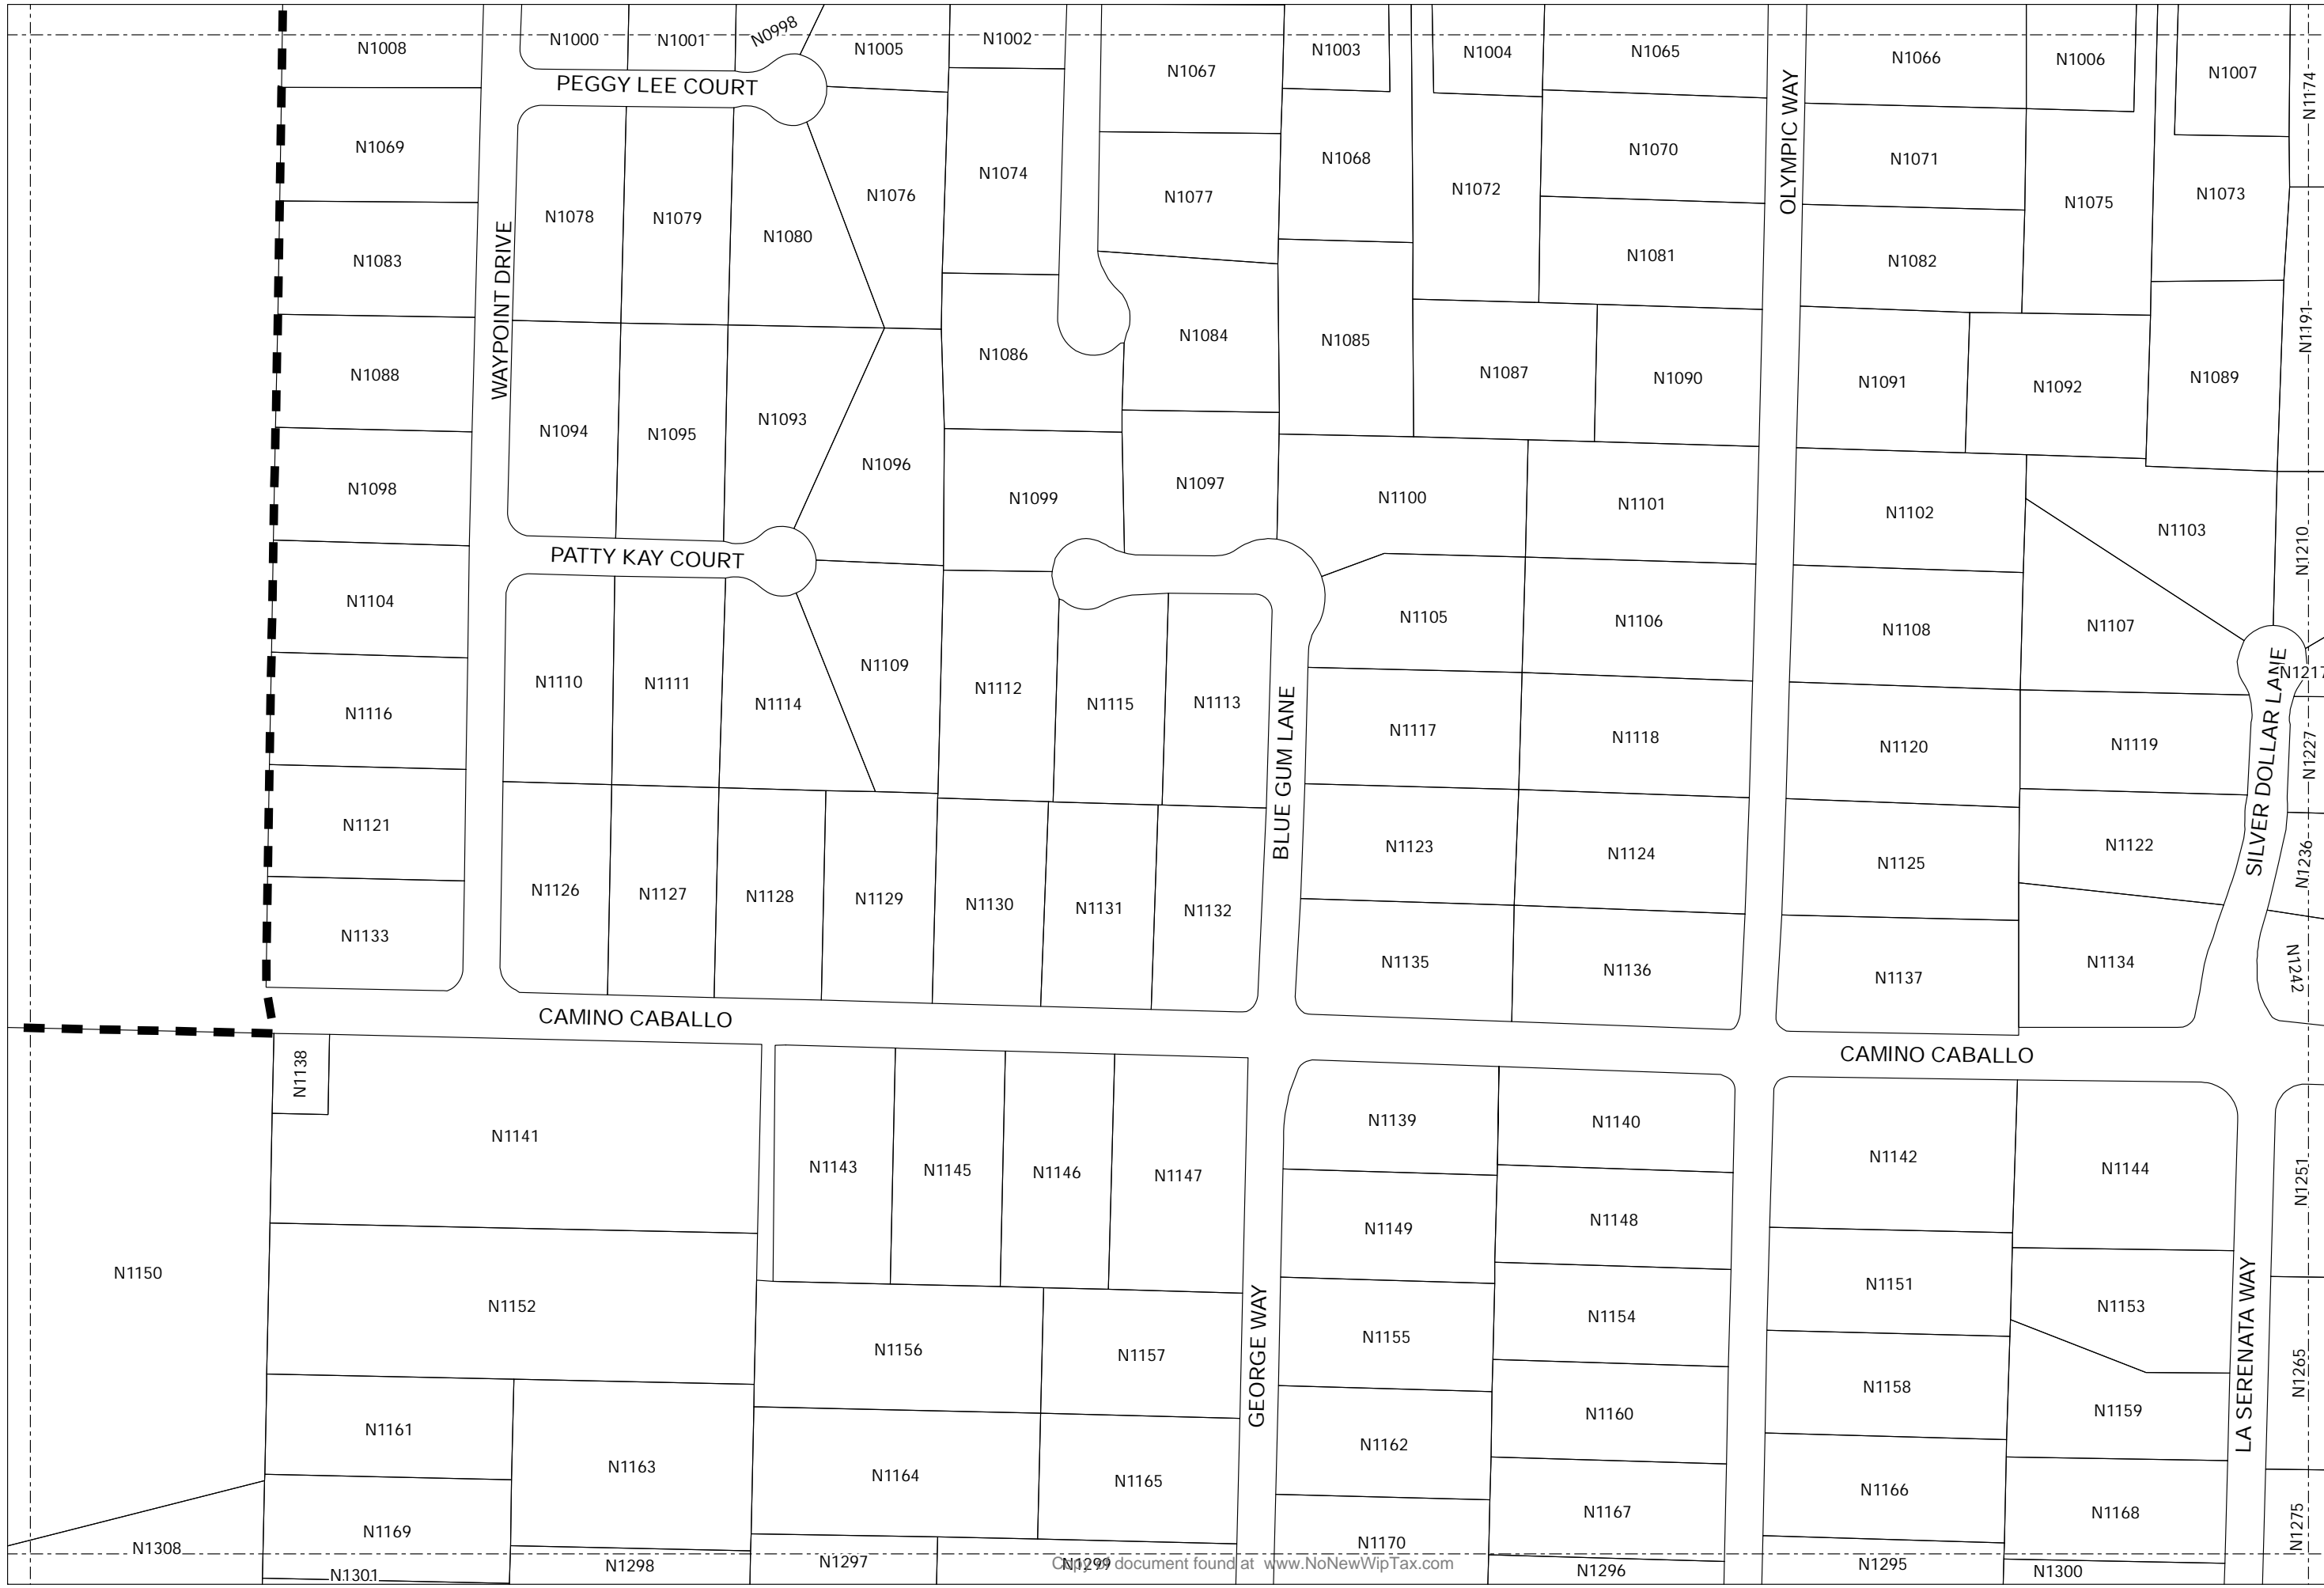 N1008
N1000
N1001
N0998
N1005
N1002
N1067
N1003
N1004
N1065
N1066
N1006
N1007
N1174
PEGGY LEE COURT
OLYMPIC WAY
N1069
N1078
N1079
N1080
N1076
N1074
N1077
N1068
N1072
N1070
N1071
N1075
N1073
N1083
WAYPOINT DRIVE
N1081
N1082
N1088
N1086
N1084
N1085
N1087
N1090
N1091
N1092
N1089
N1191
N1094
N1095
N1093
N1096
N1098
N1099
N1097
N1100
N1101
N1102
N1103
N1210
PATTY KAY COURT
N1104
N1105
N1106
N1108
N1107
N1217
N1110
N1111
N1114
N1109
N1112
N1115
N1113
N1116
BLUE GUM LANE
N1117
N1118
N1120
N1119
SILVER DOLLAR LANE
N1227
N1121
N1123
N1124
N1125
N1122
N1236
N1126
N1127
N1128
N1129
N1130
N1131
N1132
N1133
N1135
N1136
N1137
N1134
N1242
CAMINO CABALLO
CAMINO CABALLO
N1138
N1141
N1143
N1145
N1146
N1147
N1139
N1140
N1142
N1144
N1251
N1149
N1148
N1150
N1152
N1151
N1153
N1156
N1157
GEORGE WAY
N1155
N1154
N1158
N1159
LA SERENATA WAY
N1265
N1161
N1163
N1164
N1165
N1162
N1160
N1166
N1168
N1169
N1170
N1167
N1275
N1308
N1301
N1298
N1297
N1299
Copy of document found at www.NoNewWipTax.com
N1296
N1295
N1300